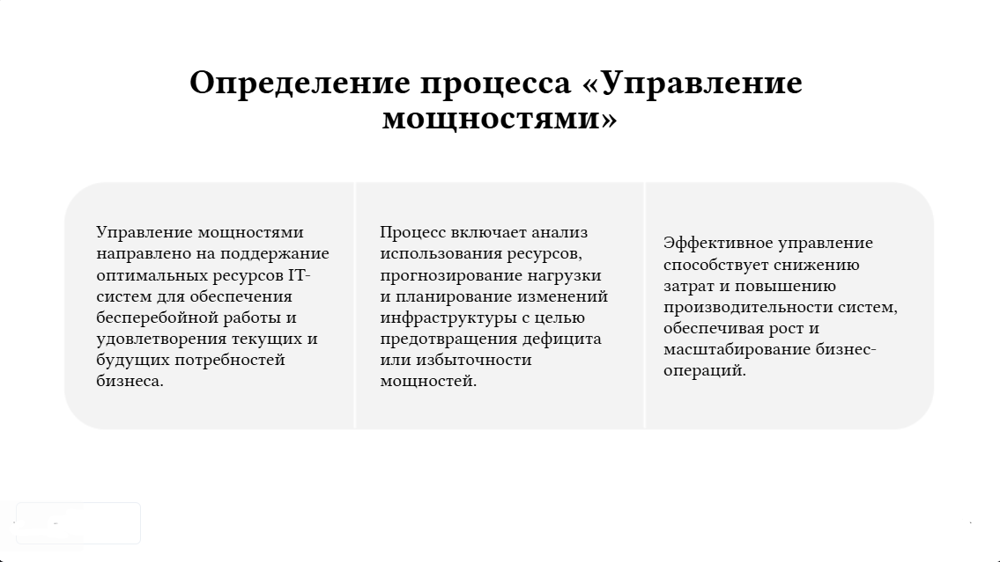 Определение процесса «Управление
мощностями»
Управление мощностями
направлено на поддержание
оптимальных ресурсов IT-
систем для обеспечения
бесперебойной работы и
удовлетворения текущих и
будущих потребностей
бизнеса.
Процесс включает анализ
использования ресурсов,
прогнозирование нагрузки
и планирование изменений
инфраструктуры с целью
предотвращения дефицита
или избыточности
мощностей.
Эффективное управление
способствует снижению
затрат и повышению
производительности систем,
обеспечивая рост и
масштабирование бизнес-
операций.